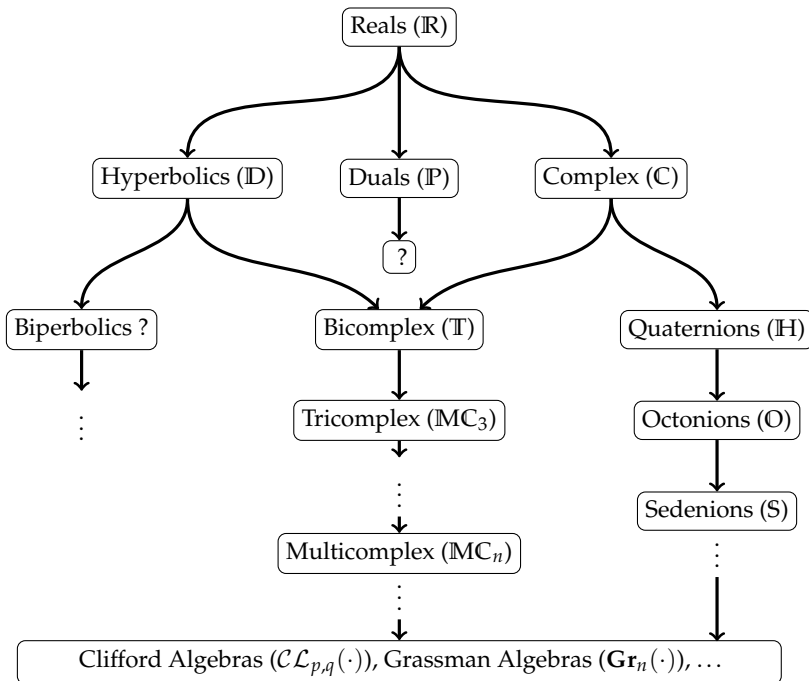 Reals (ℝ)
Hyperbolics (𝔻)
Duals (ℙ)
Complex (ℂ)
?
Biperbolics ?
Bicomplex (𝕋)
Quaternions (ℍ)
Tricomplex (𝕄ℂ₃)
Octonions (𝕆)
Sedenions (𝕊)
Multicomplex (𝕄ℂₙ)
Clifford Algebras (𝒞ℒ_{p,q}(·)), Grassman Algebras (𝐆𝐫ₙ(·)), …